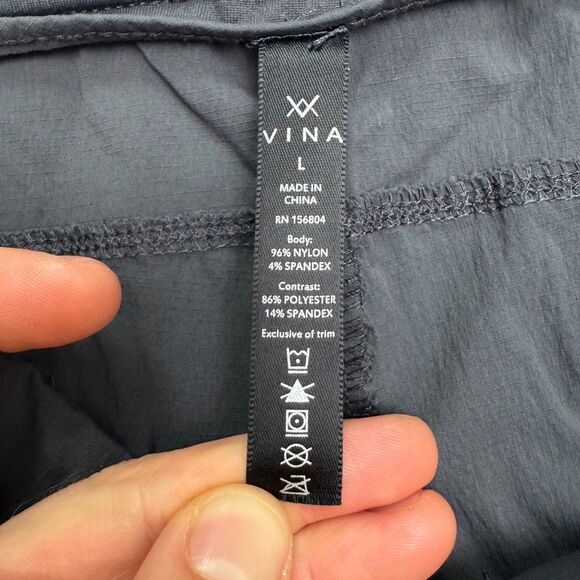 VINA
L
MADE IN
CHINA
RN 156804
Body:
96% NYLON
4% SPANDEX
Contrast:
86% POLYESTER
14% SPANDEX
Exclusive of trim